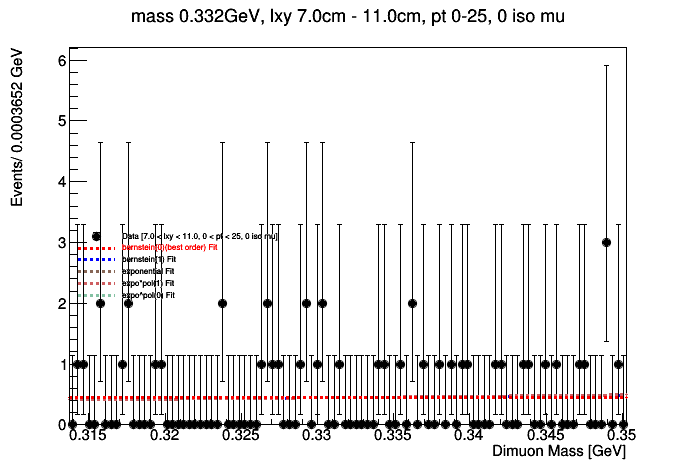 mass 0.332GeV, lxy 7.0cm - 11.0cm, pt 0-25, 0 iso mu
Events/ 0.0003652 GeV
6
5
4
3
2
1
0
Data [7.0 < lxy < 11.0, 0 < pt < 25, 0 iso mu]
bernstein(0)(best order) Fit
bernstein(1) Fit
exponential Fit
expo*pol(1) Fit
expo*pol(0) Fit
0.315 0.32 0.325 0.33 0.335 0.34 0.345 0.35
Dimuon Mass [GeV]